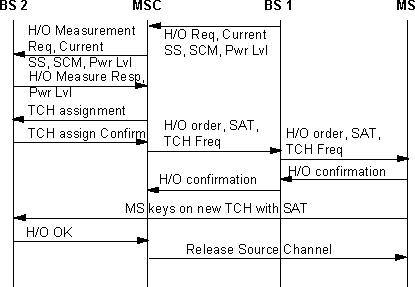 BS 2
MSC
BS 1
MS
H/O Measurement
Req, Current
SS, SCM, Pwr Lvl
H/O Req, Current
SS, SCM, Pwr Lvl
H/O Measure Resp,
Pwr Lvl
TCH assignment
TCH assign Confirm
H/O order, SAT,
TCH Freq
H/O order, SAT,
TCH Freq
H/O confirmation
H/O confirmation
MS keys on new TCH with SAT
H/O OK
Release Source Channel